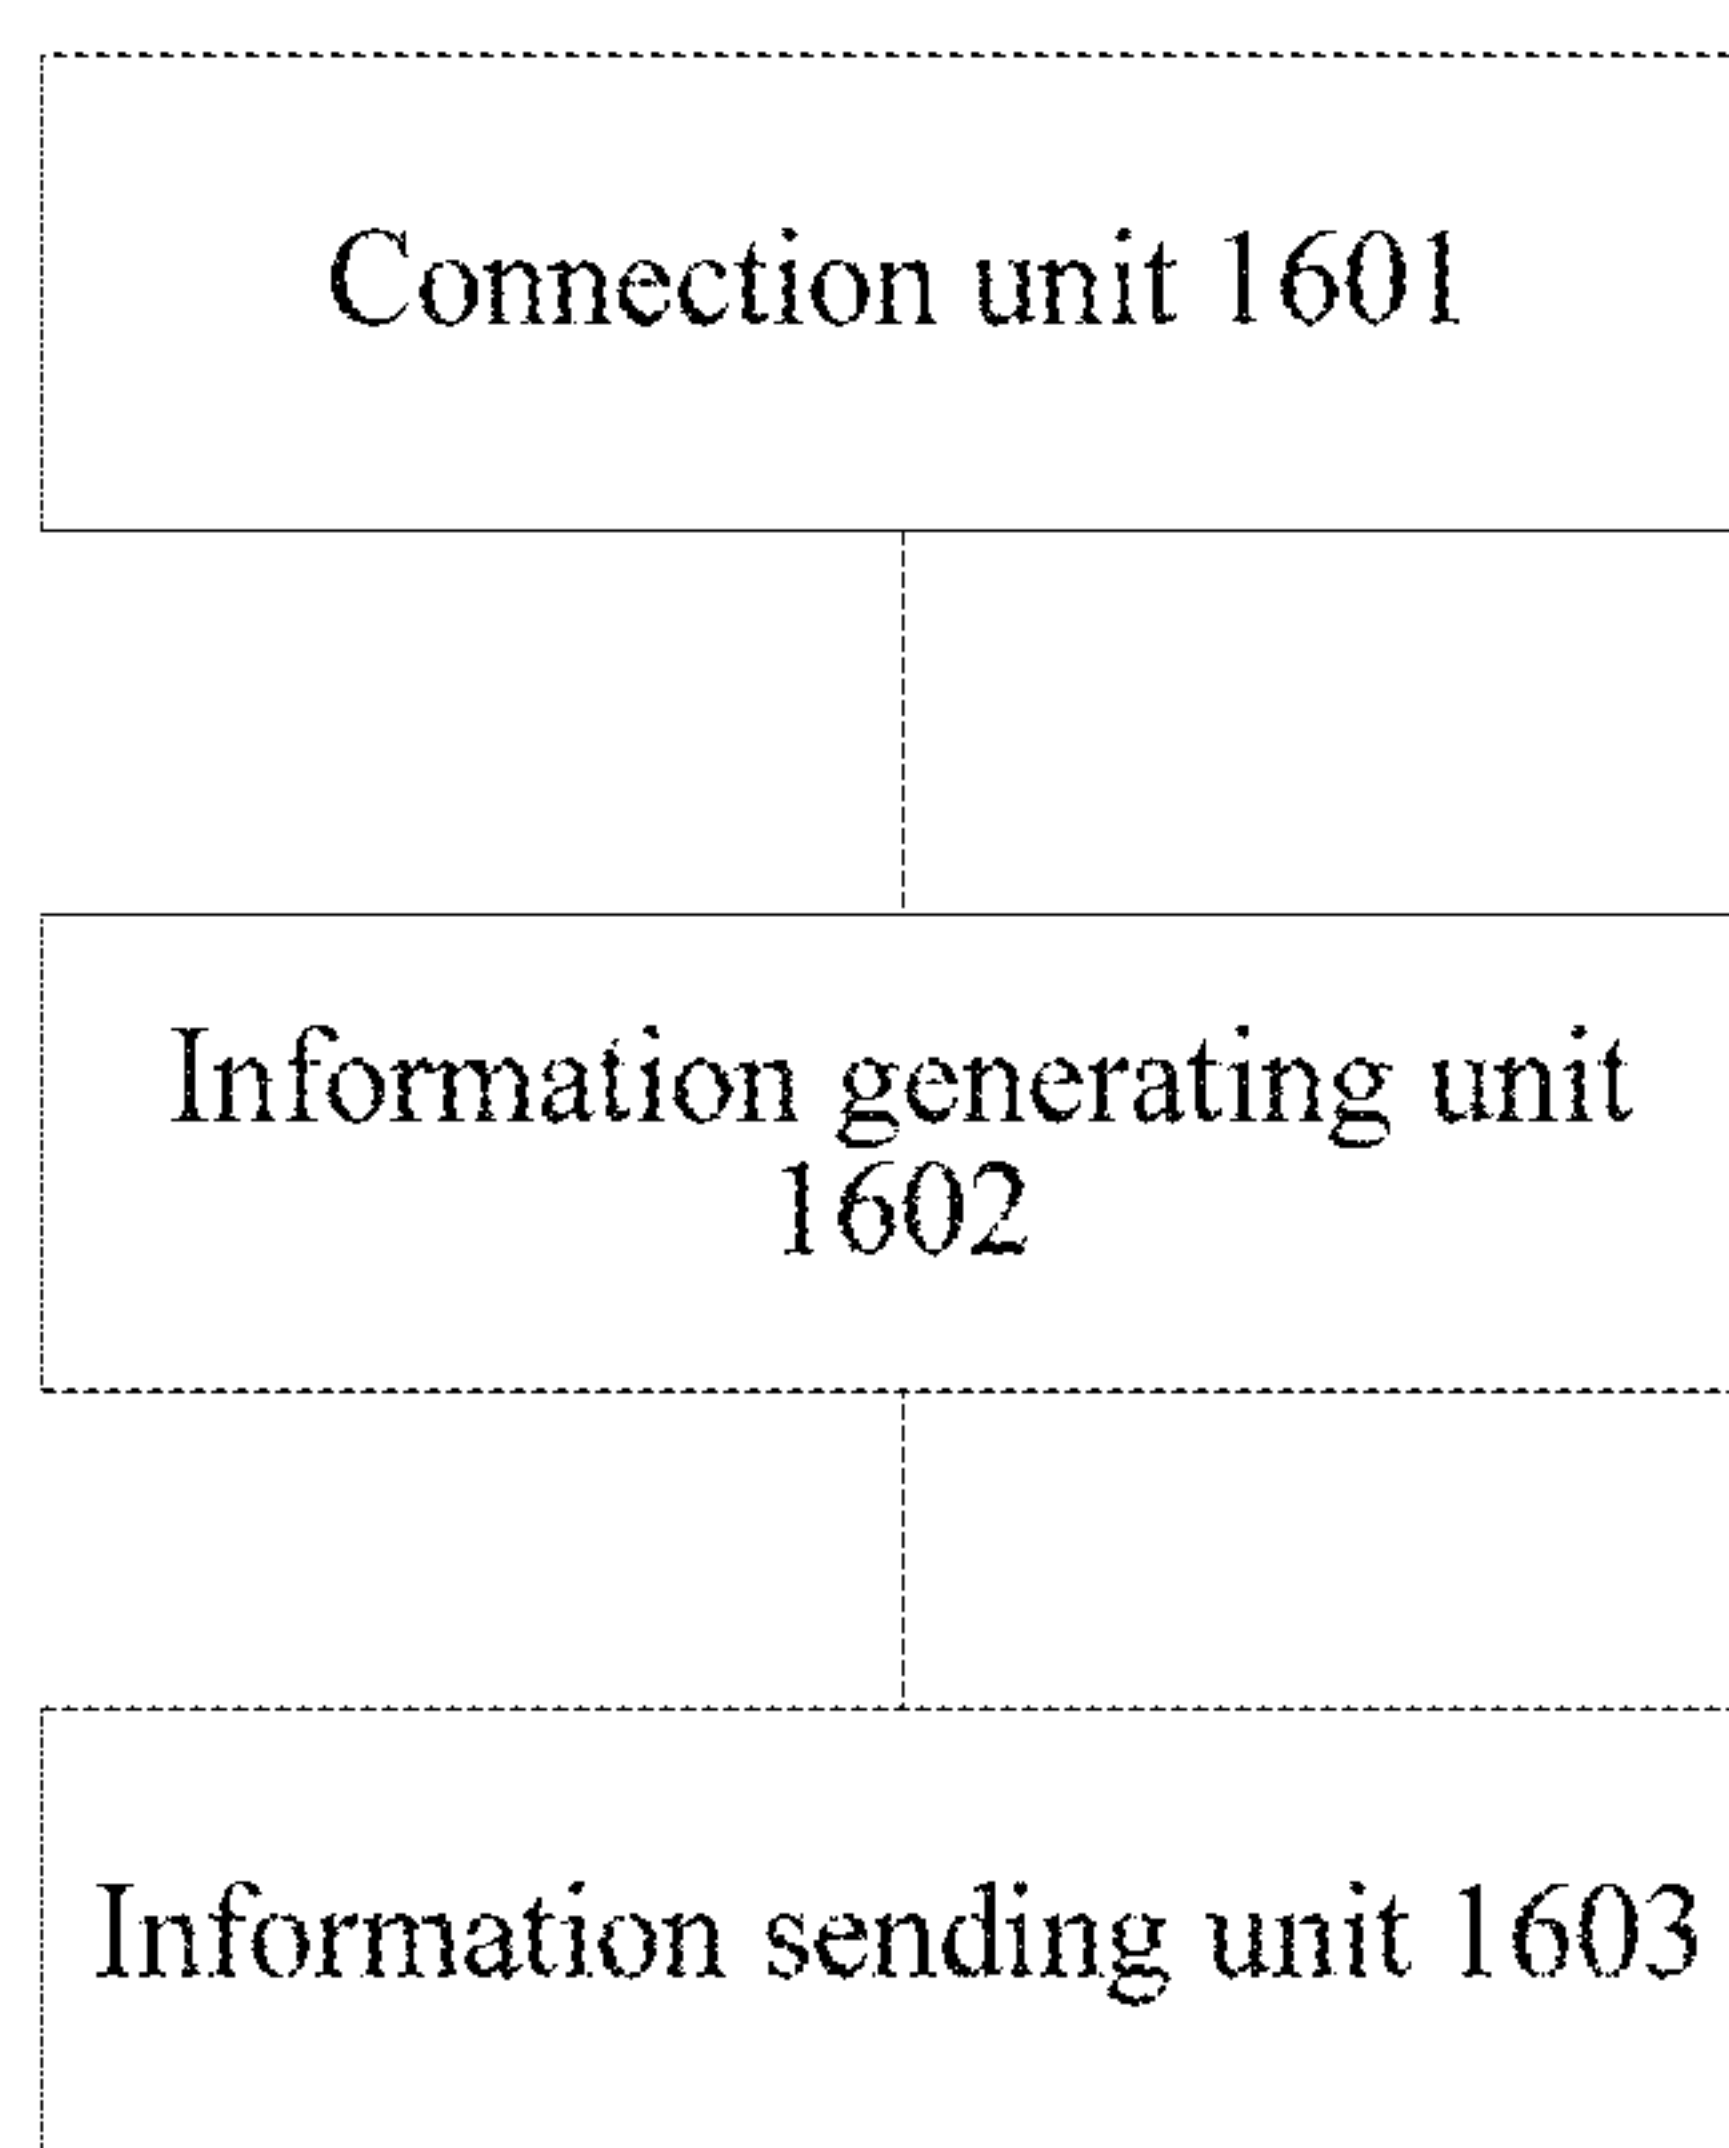 Connection unit 1601
Information generating unit
1602
Information sending unit 1603